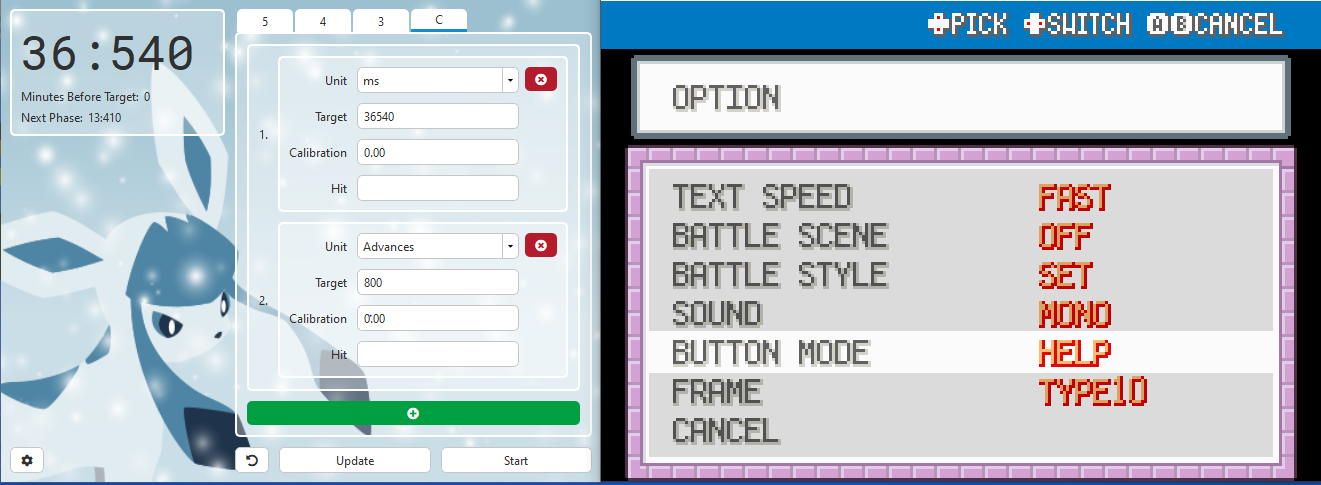 36:540
Minutes Before Target: 0
Next Phase: 13:410
5 4 3 C
1.
Unit ms
Target 36540
Calibration 0.00
Hit
2.
Unit Advances
Target 800
Calibration 0.00
Hit
Update Start
PICK SWITCH A B CANCEL
OPTION
TEXT SPEED FAST
BATTLE SCENE OFF
BATTLE STYLE SET
SOUND MONO
BUTTON MODE HELP
FRAME TYPE10
CANCEL